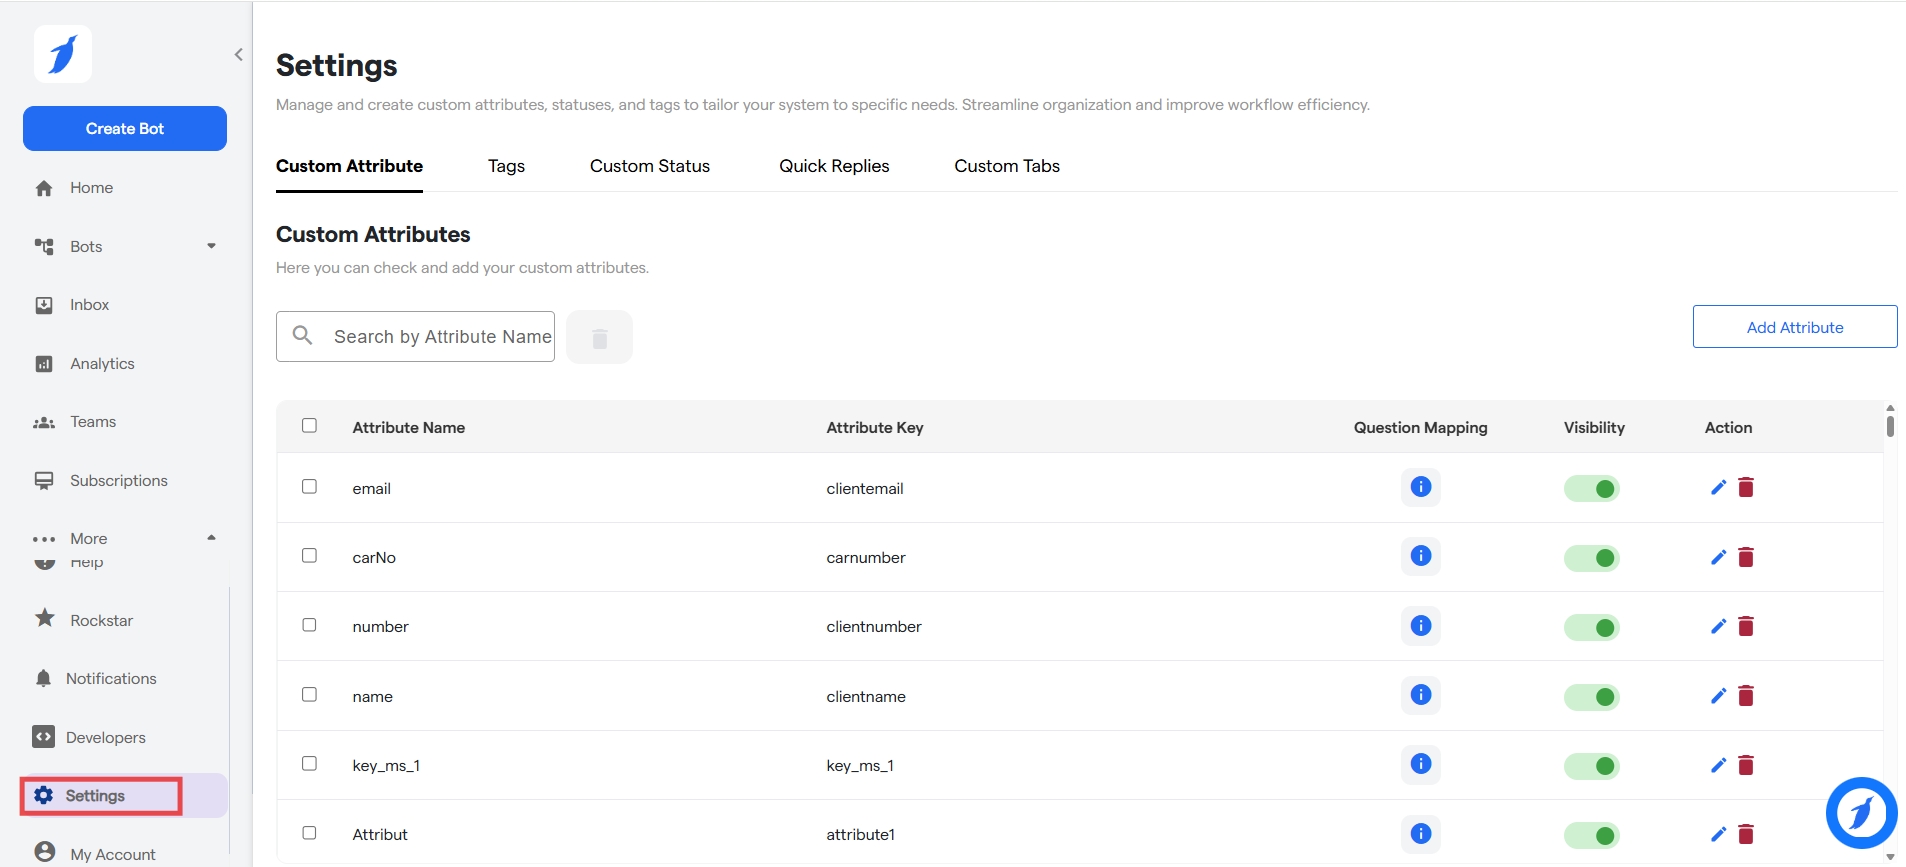 Create Bot
Home
Bots
Inbox
Analytics
Teams
Subscriptions
More
Help
Rockstar
Notifications
Developers
Settings
My Account
Settings
Manage and create custom attributes, statuses, and tags to tailor your system to specific needs. Streamline organization and improve workflow efficiency.
Custom Attribute Tags Custom Status Quick Replies Custom Tabs
Custom Attributes
Here you can check and add your custom attributes.
Search by Attribute Name
Add Attribute
Attribute Name Attribute Key Question Mapping Visibility Action
email clientemail
carNo carnumber
number clientnumber
name clientname
key_ms_1 key_ms_1
Attribut attribute1